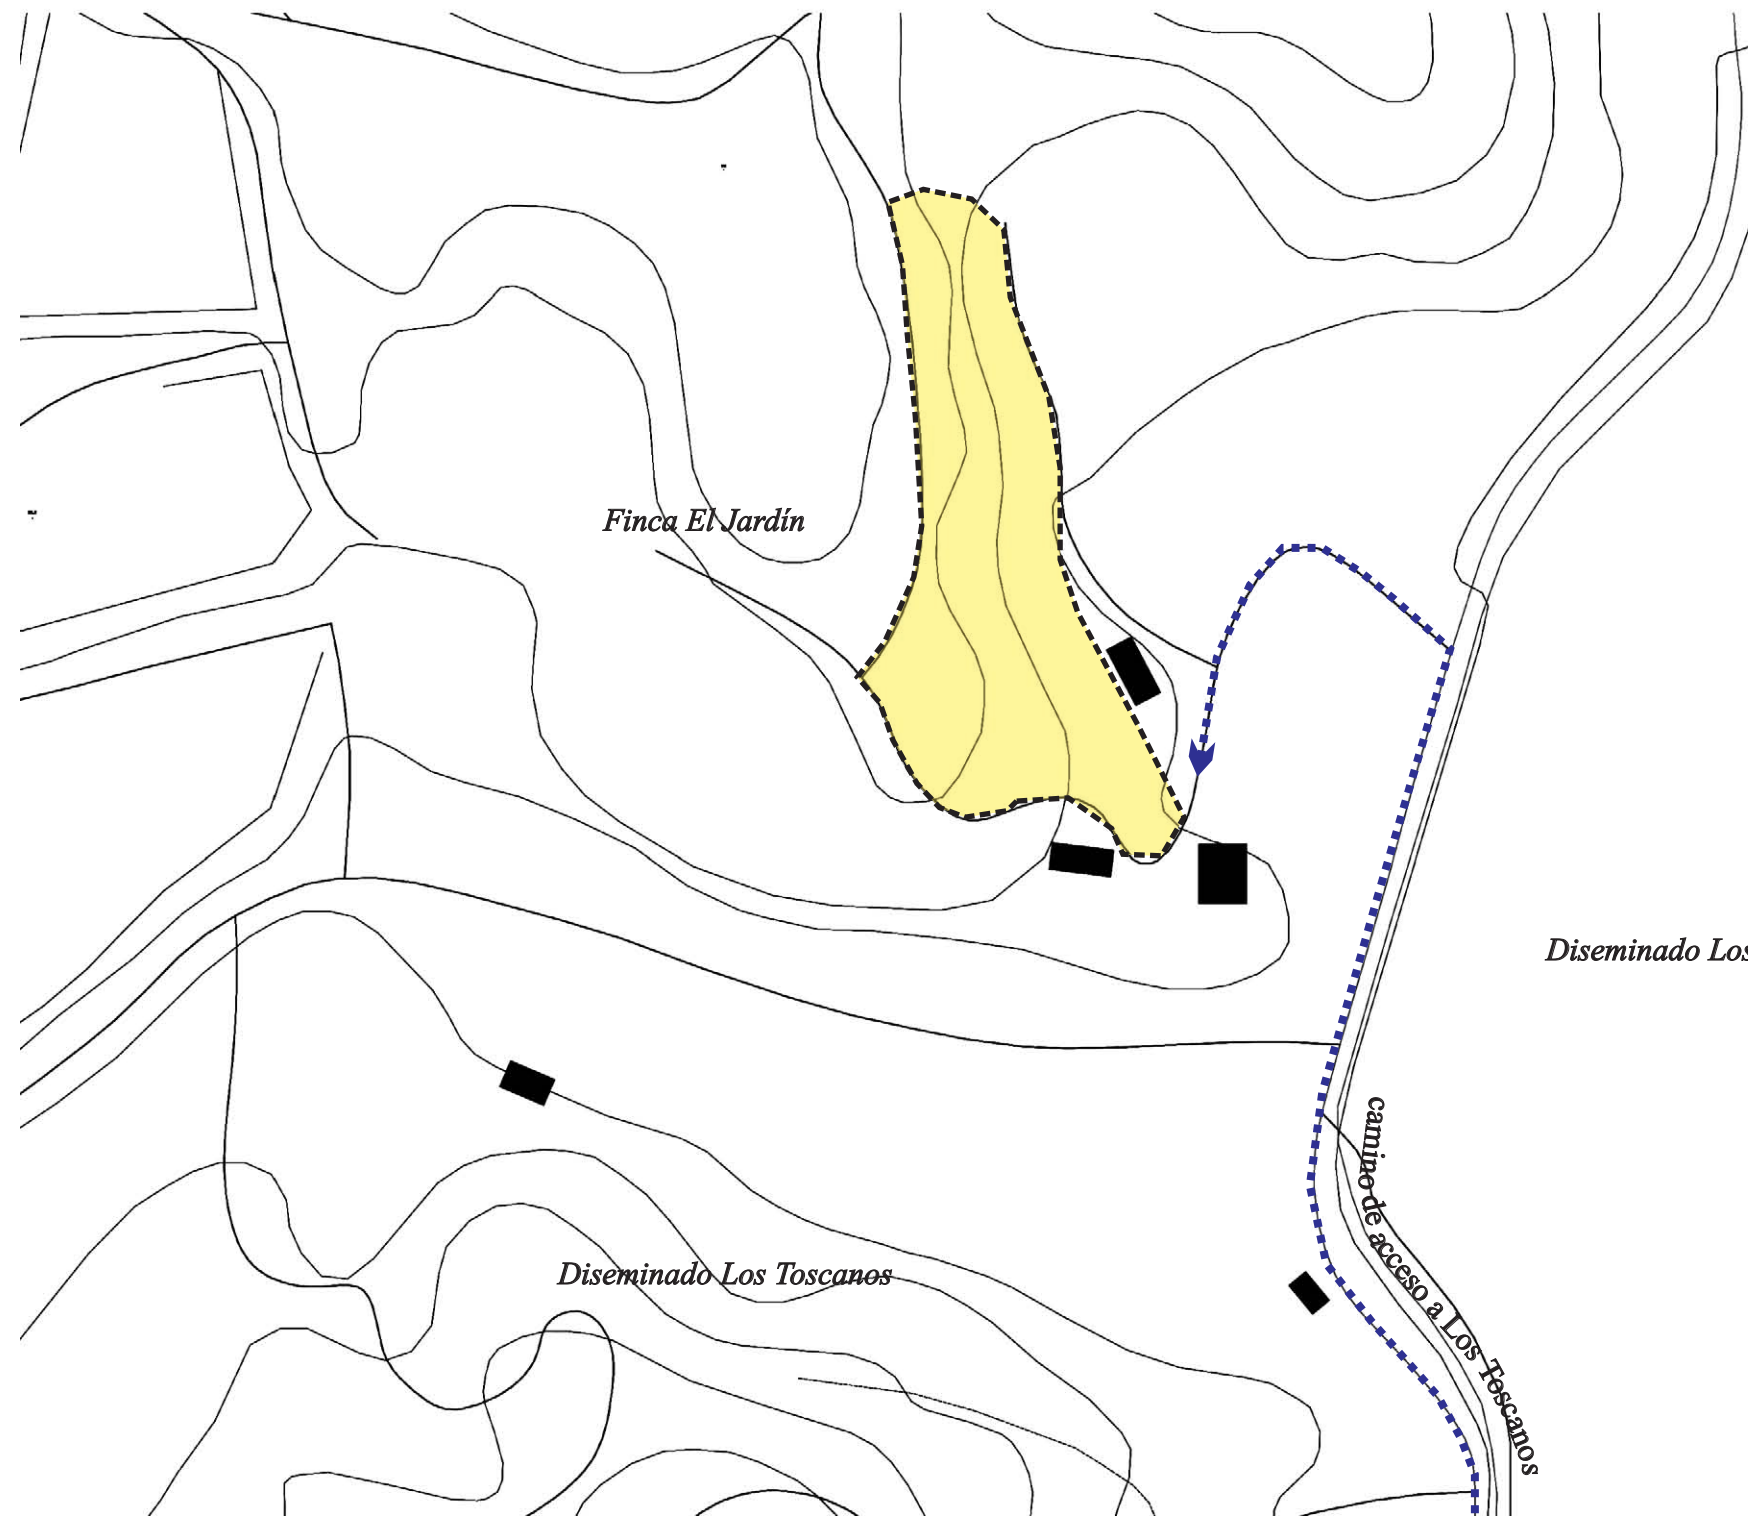 Finca El Jardín
Diseminado Los
camino de acceso a Los Toscanos
Diseminado Los Toscanos